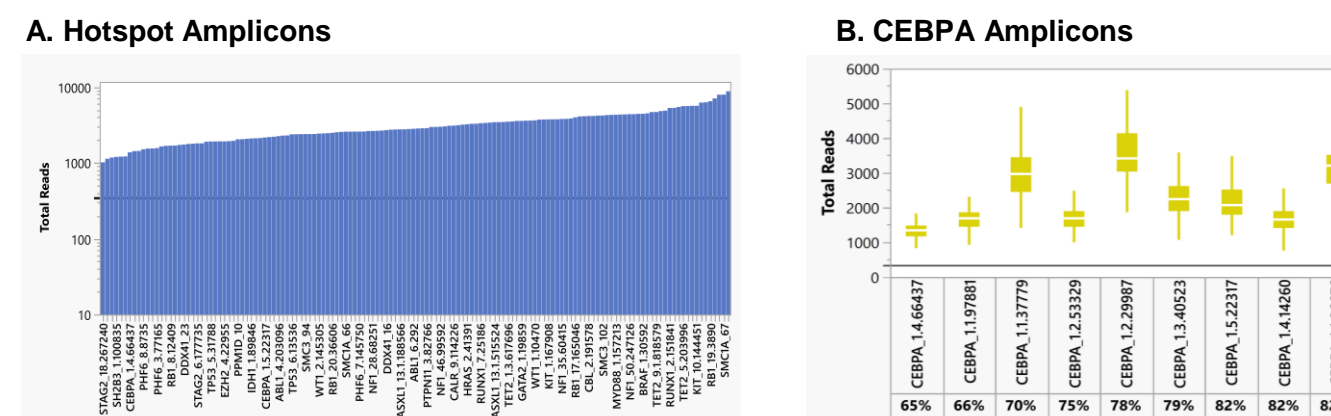 A. Hotspot Amplicons
Total Reads
10000
1000
100
10
STAG2_18.267240
SH2B3_1.100835
CEBPA_1.4.66437
PHF6_8.8735
PHF6_3.77165
RB1_8.12409
DDX41_23
STAG2_6.177735
TP53_5.31788
EZH2_4.22955
PPM1D_10
IDH1_1.89846
CEBPA_1.5.22317
ABL1_4.203096
TP53_6.13536
SMC3_94
WT1_2.145305
RB1_20.36606
SMC1A_66
PHF6_7.145750
NF1_28.68251
DDX41_16
ASXL1_13.188566
ABL1_6.292
PTPN11_3.82766
NF1_46.99592
CALR_9.114226
HRAS_2.41391
RUNX1_7.25186
ASXL1_13.515524
TET2_1.3.617696
GATA2_1.19859
WT1_1.10470
KIT_1.167908
NF1_35.60415
RB1_17.165046
CBL_2.191578
SMC3_102
MYD88_1.157213
NF1_50.247126
BRAF_1.30592
TET2_9.1.818579
RUNX1_2.151841
TET2_5.203996
KIT_10.144451
RB1_19.3890
SMC1A_67
B. CEBPA Amplicons
Total Reads
6000
5000
4000
3000
2000
1000
0
CEBPA_1.4.66437
CEBPA_1.1.97881
CEBPA_1.1.37779
CEBPA_1.2.53329
CEBPA_1.2.29987
CEBPA_1.3.40523
CEBPA_1.5.22317
CEBPA_1.4.14260
65% 66% 70% 75% 78% 79% 82% 82%